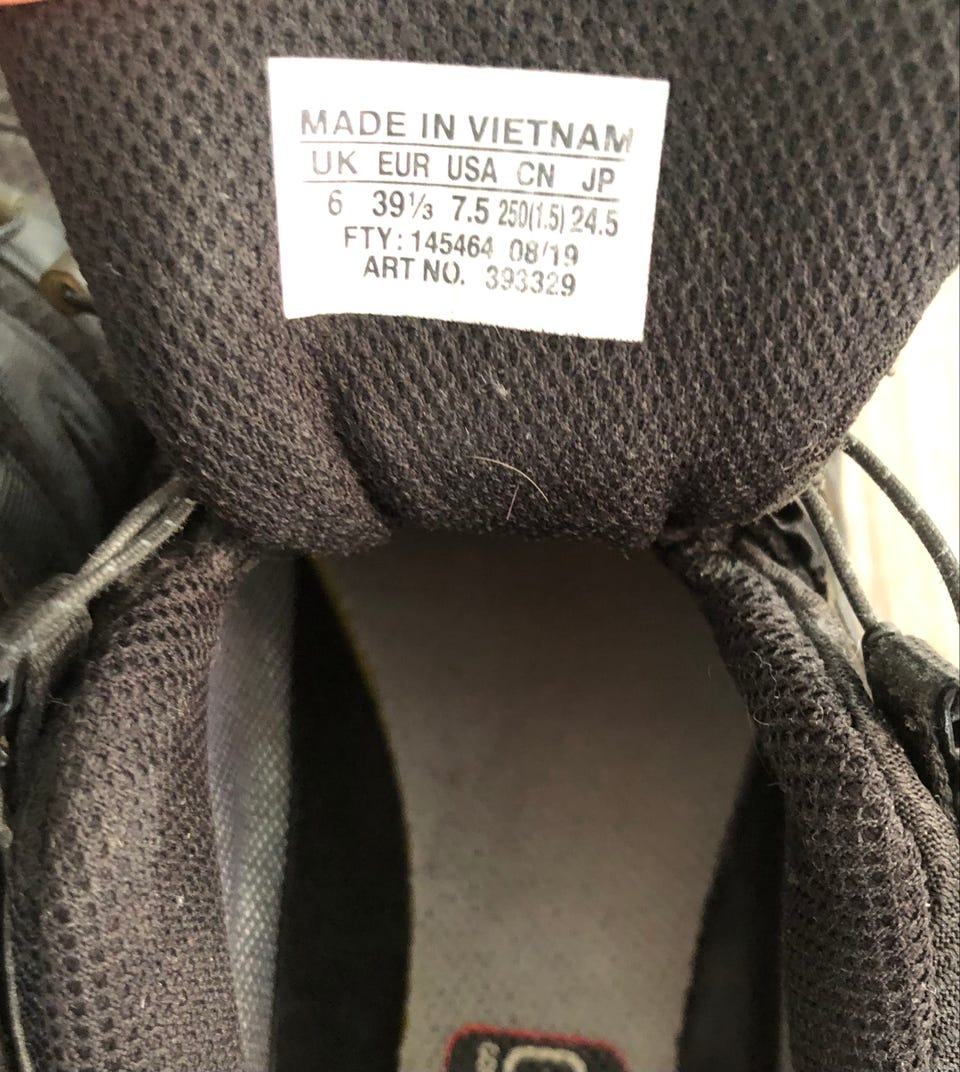 MADE IN VIETNAM
UK EUR USA CN JP
6 39⅓ 7.5 250(1.5) 24.5
FTY: 145464 08/19
ART NO. 393329